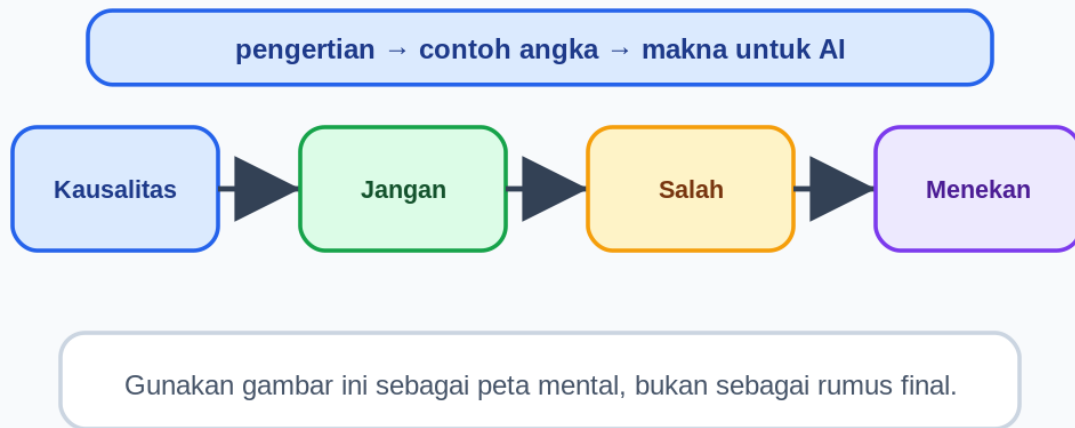 pengertian → contoh angka → makna untuk AI
Kausalitas
Jangan
Salah
Menekan
Gunakan gambar ini sebagai peta mental, bukan sebagai rumus final.